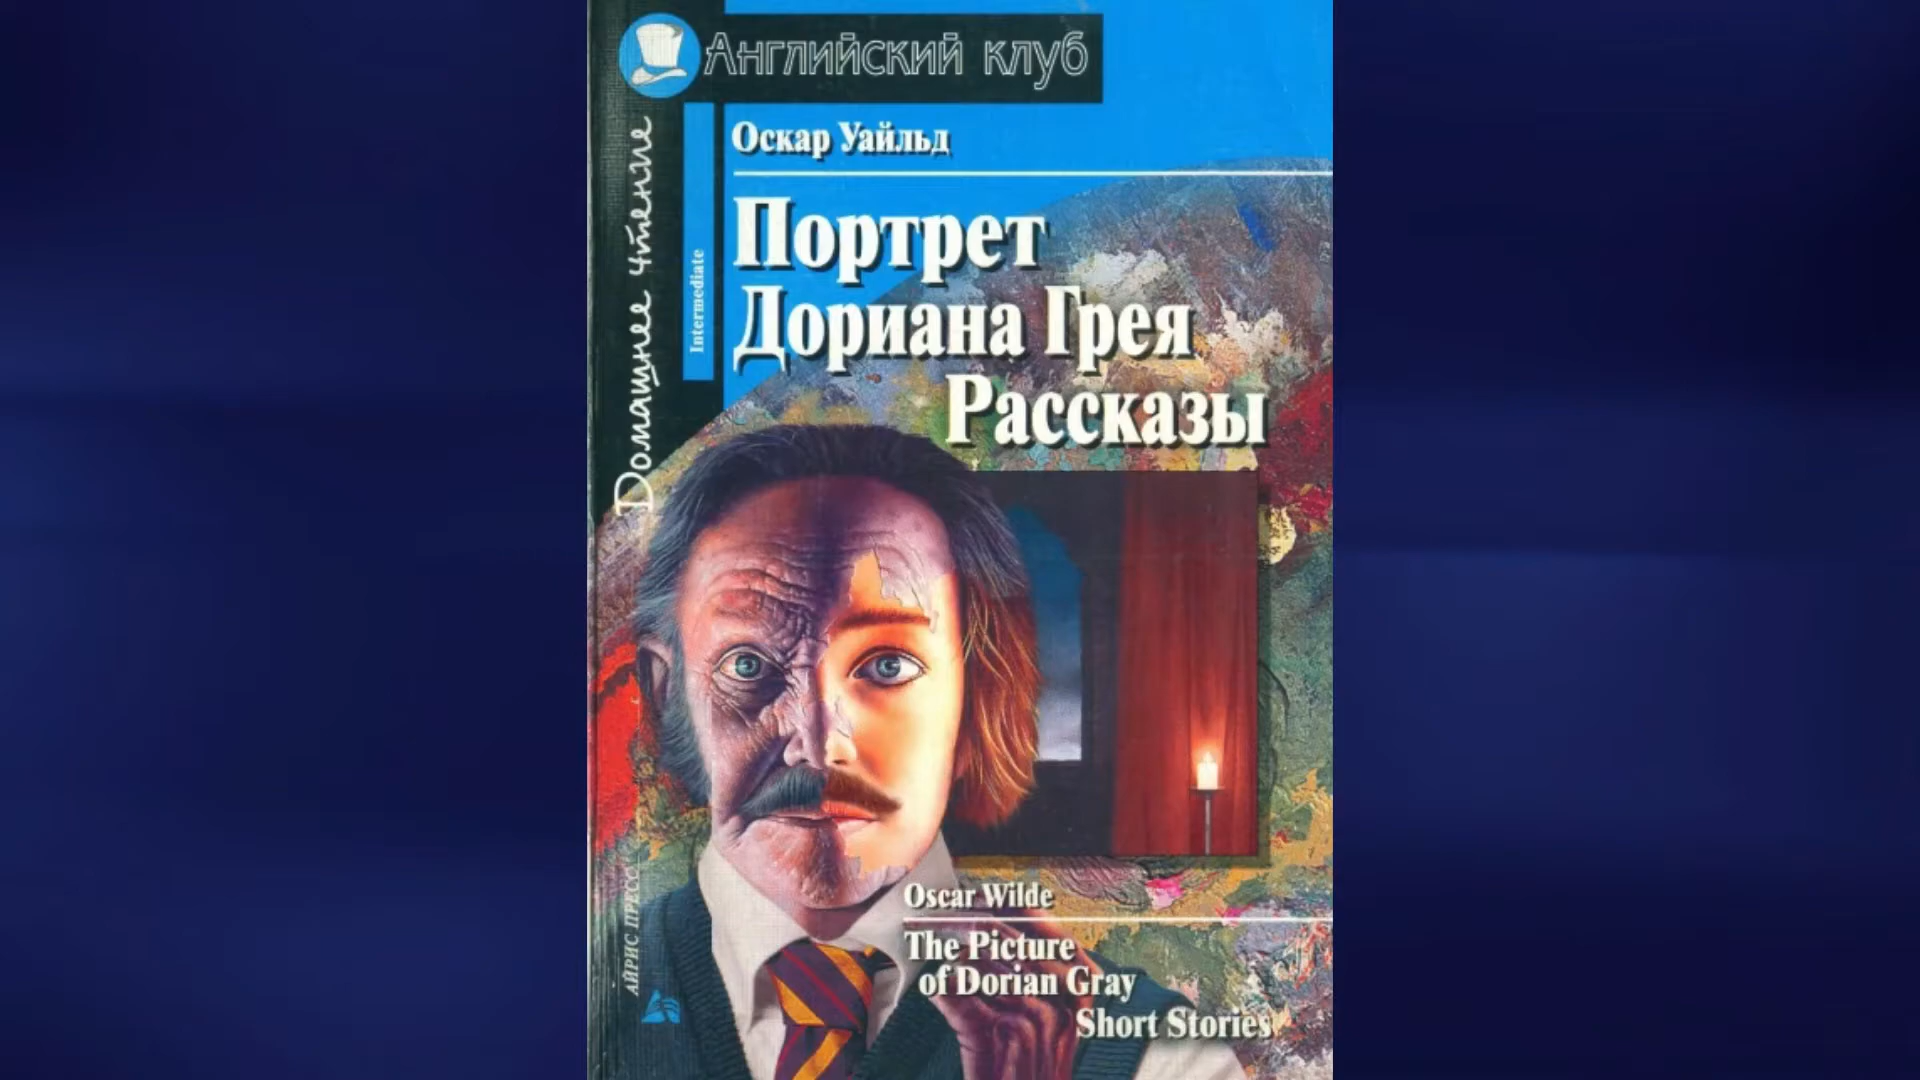 Английский клуб
Домашнее чтение
Intermediate
Оскар Уайльд
Портрет
Дориана Грея
Рассказы
АЙРИС ПРЕСС
Oscar Wilde
The Picture
of Dorian Gray
Short Stories